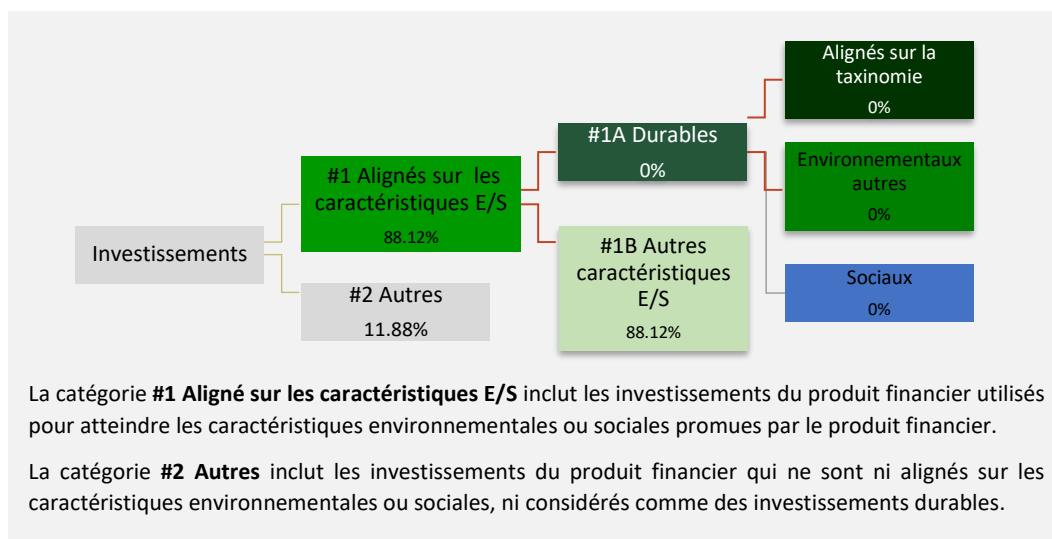 Investissements
#1 Alignés sur les
caractéristiques E/S
88.12%
#2 Autres
11.88%
#1A Durables
0%
#1B Autres
caractéristiques
E/S
88.12%
Alignés sur la
taxinomie
0%
Environnementaux
autres
0%
Sociaux
0%
La catégorie #1 Aligné sur les caractéristiques E/S inclut les investissements du produit financier utilisés
pour atteindre les caractéristiques environnementales ou sociales promues par le produit financier.
La catégorie #2 Autres inclut les investissements du produit financier qui ne sont ni alignés sur les
caractéristiques environnementales ou sociales, ni considérés comme des investissements durables.